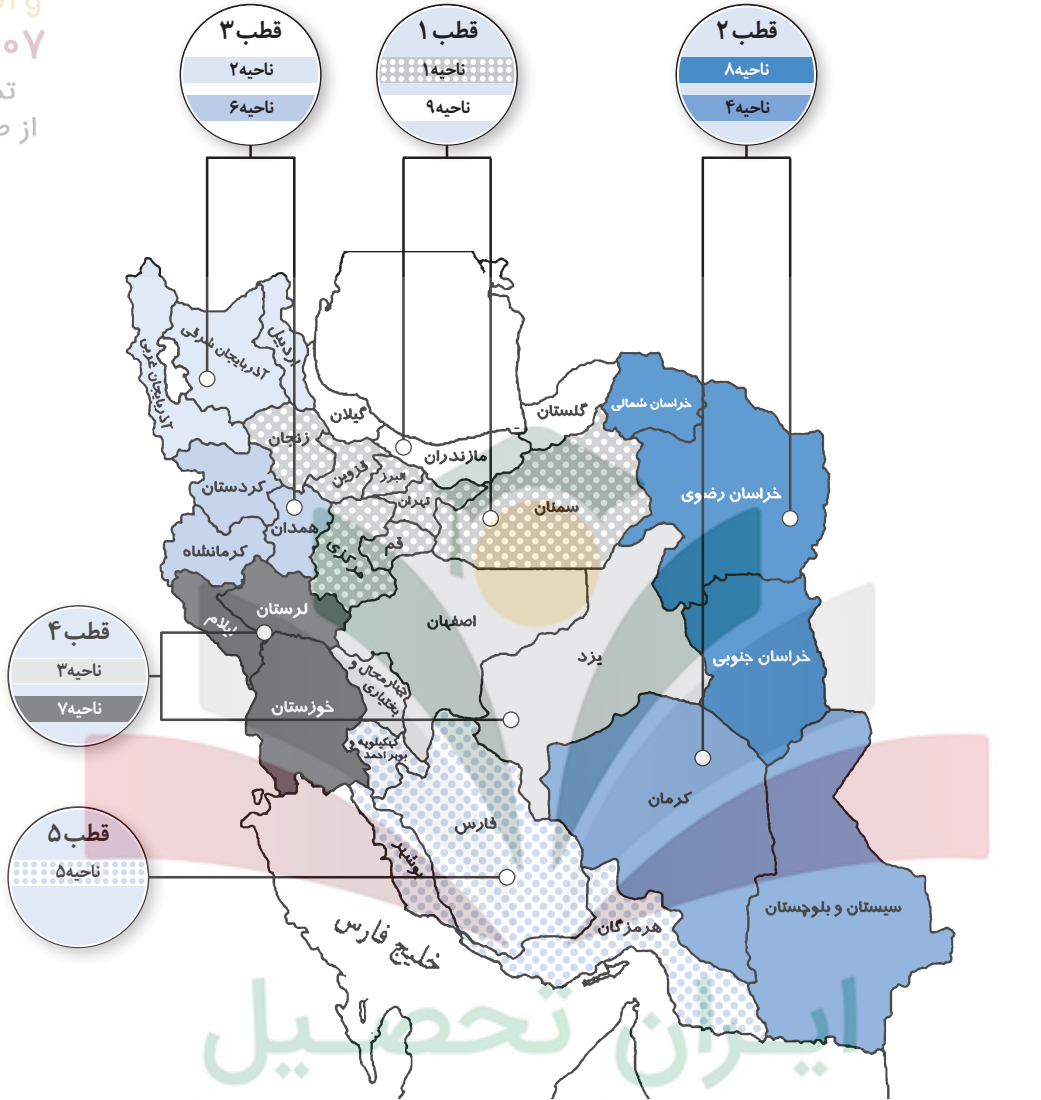 قطب ۳
ناحیه۲
ناحیه۶
قطب ۱
ناحیه۱
ناحیه۹
قطب ۲
ناحیه۸
ناحیه۴
آذربایجان غربی
آذربایجان شرقی
اردبیل
گیلان
زنجان
قزوین
البرز
تهران
مازندران
گلستان
سمنان
خراسان شمالی
خراسان رضوی
کردستان
همدان
کرمانشاه
مرکزی
قم
لرستان
ایلام
اصفهان
یزد
خراسان جنوبی
قطب ۴
ناحیه۳
ناحیه۷
چهارمحال و
بختیاری
خوزستان
کهکیلویه و
بویر احمد
کرمان
فارس
بوشهر
قطب ۵
ناحیه۵
سیستان و بلوچستان
هرمزگان
خلیج فارس
ایران تحصیل